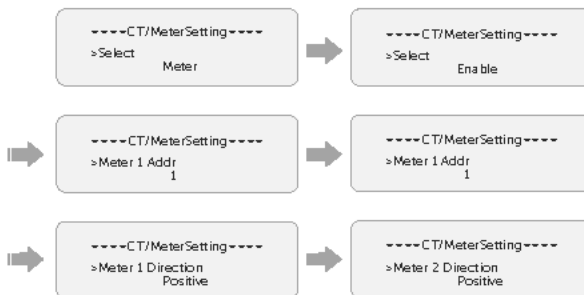 ----CT/MeterSetting----
>Select
Meter
----CT/MeterSetting----
>Select
Enable
----CT/MeterSetting----
>Meter 1 Addr
1
----CT/MeterSetting----
>Meter 1 Addr
1
----CT/MeterSetting----
>Meter 1 Direction
Positive
----CT/MeterSetting----
>Meter 2 Direction
Positive